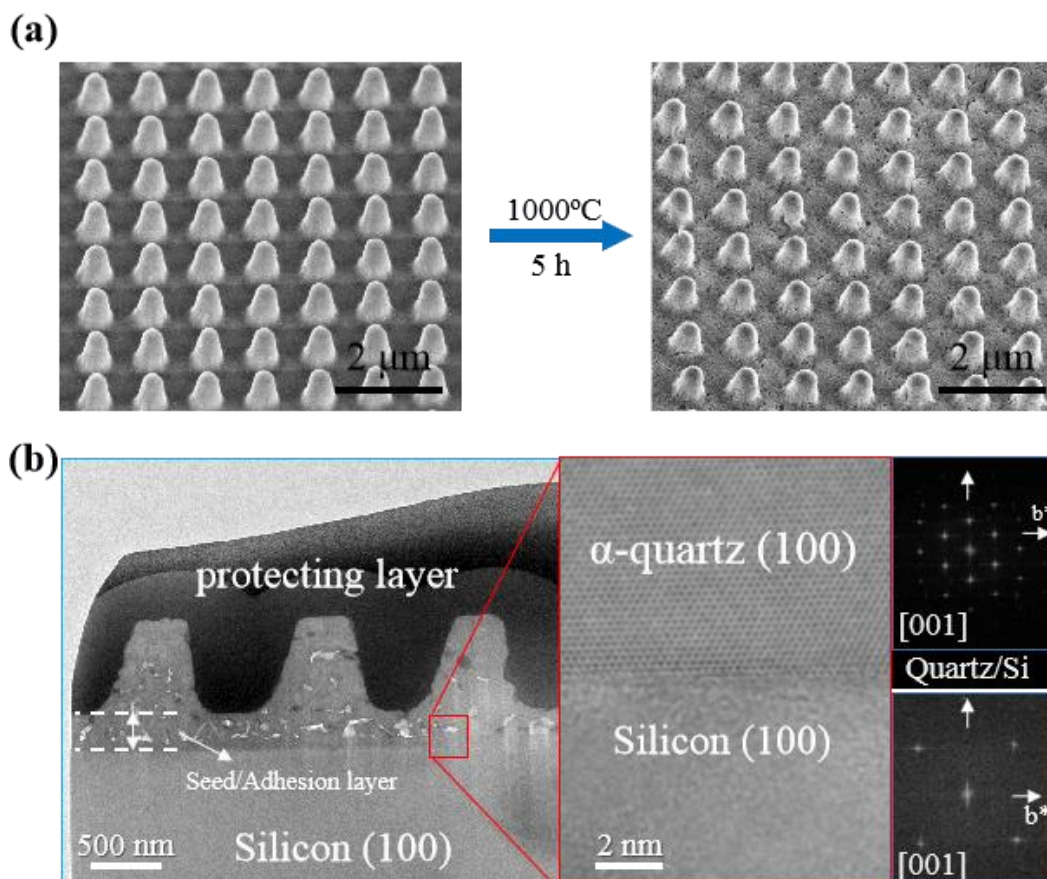 (a)
1000ºC
5 h
2 µm
2 µm
(b)
protecting layer
Seed/Adhesion layer
500 nm
Silicon (100)
α-quartz (100)
Silicon (100)
2 nm
b*
[001]
Quartz/Si
b*
[001]